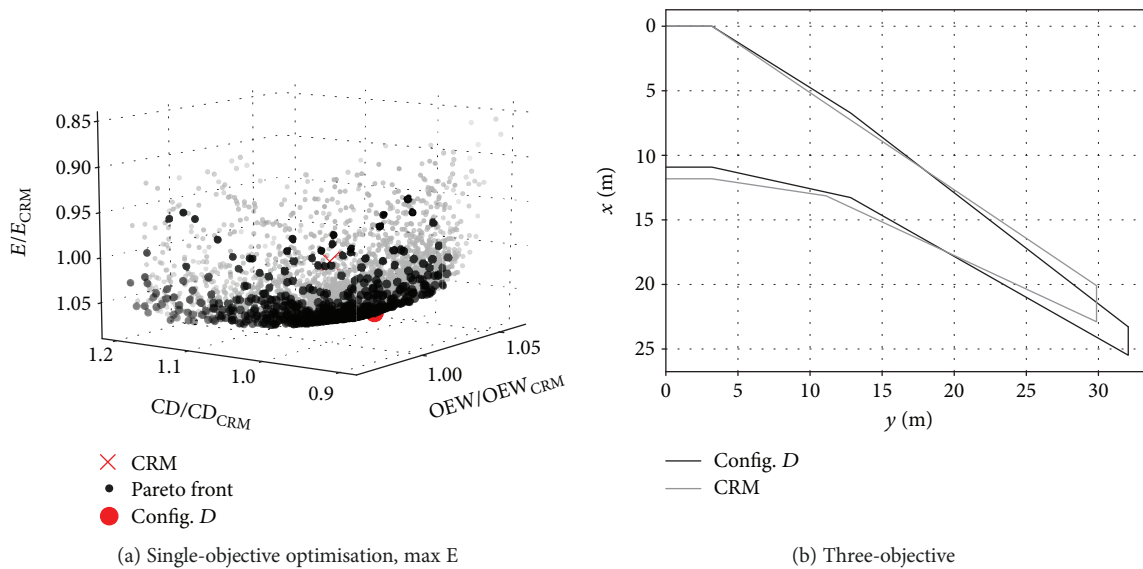 0.85
0.90
0.95
1.00
1.05
E/E_CRM
1.2
1.1
1.0
0.9
CD/CD_CRM
1.00
1.05
OEW/OEW_CRM
CRM
Pareto front
Config. D
(a) Single-objective optimisation, max E
0
5
10
15
20
25
x (m)
0
5
10
15
20
25
30
y (m)
Config. D
CRM
(b) Three-objective